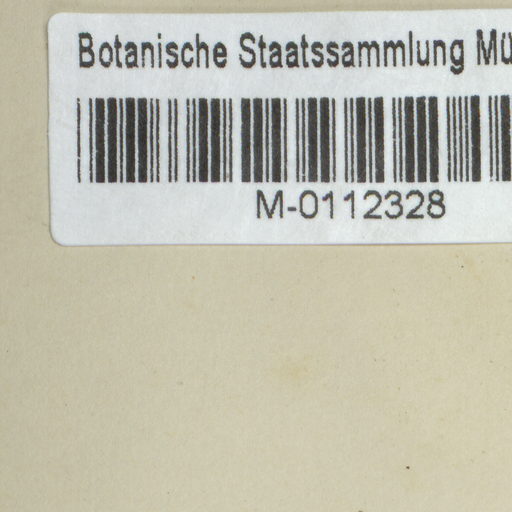 Botanische Staatssammlung Mü
M-0112328